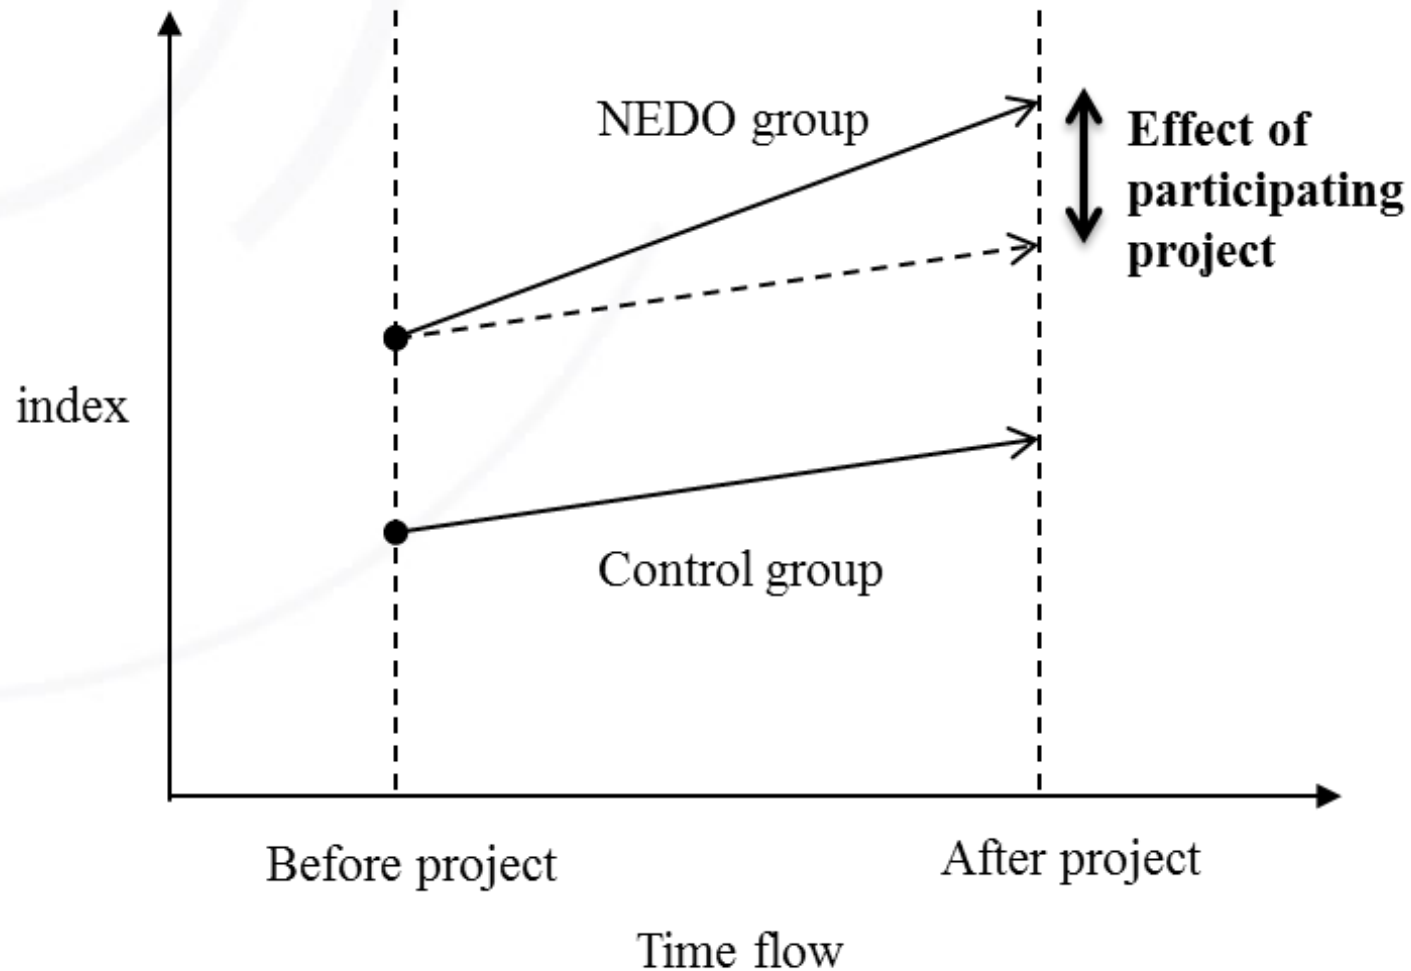 NEDO group
Effect of
participating
project
index
Control group
Before project
After project
Time flow